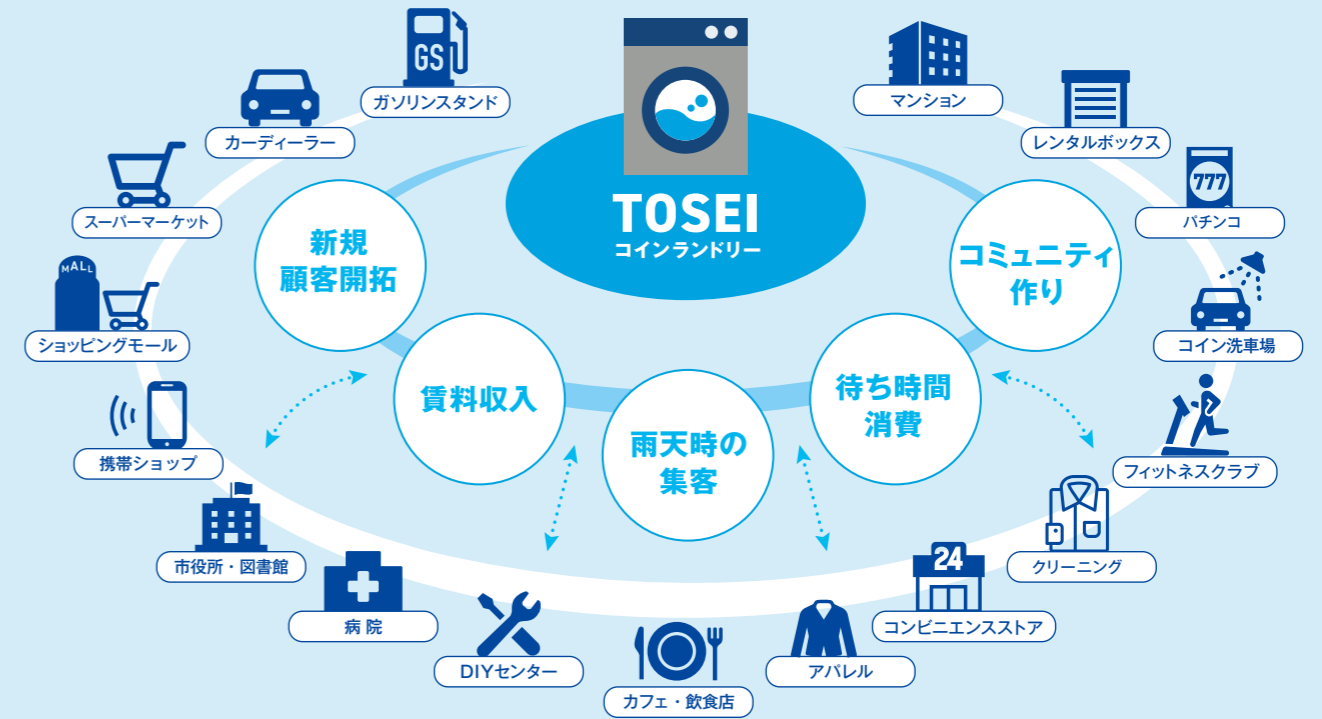 GS
ガソリンスタンド
カーディーラー
スーパーマーケット
MALL
ショッピングモール
携帯ショップ
市役所・図書館
病院
DIYセンター
カフェ・飲食店
アパレル
24
コンビニエンスストア
クリーニング
フィットネスクラブ
コイン洗車場
777
パチンコ
レンタルボックス
マンション
TOSEI
コインランドリー
新規
顧客開拓
賃料収入
雨天時の
集客
待ち時間
消費
コミュニティ
作り